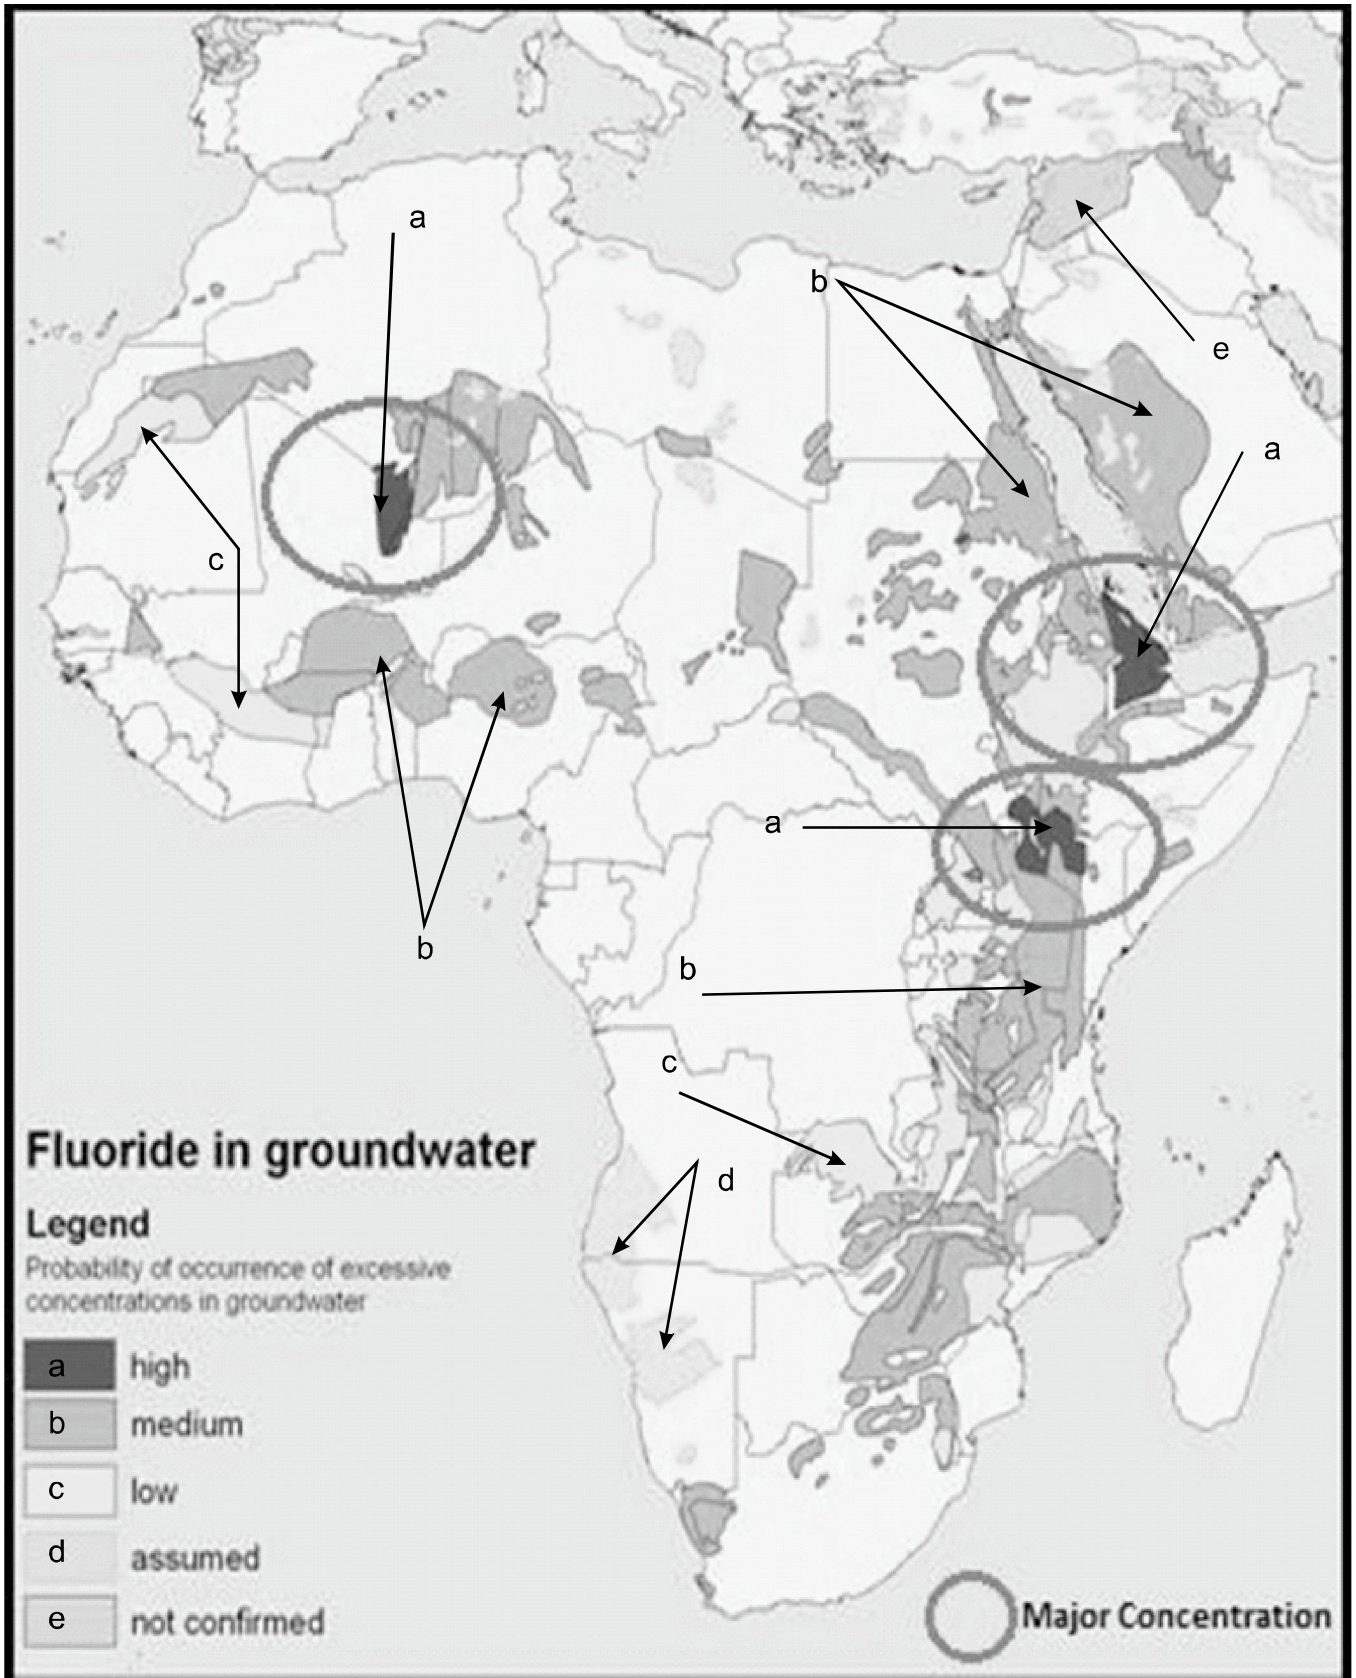 a
b
e
a
c
a
b
b
c
d
Fluoride in groundwater
Legend
Probability of occurrence of excessive
concentrations in groundwater
a high
b medium
c low
d assumed
e not confirmed
Major Concentration